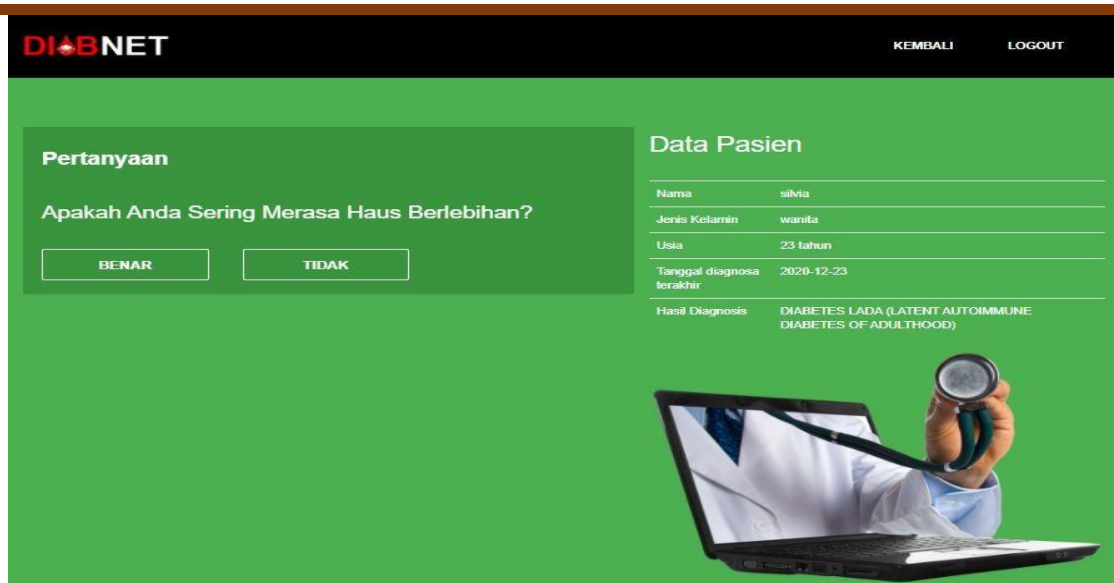 DIABNET
KEMBALI LOGOUT
Pertanyaan
Apakah Anda Sering Merasa Haus Berlebihan?
BENAR TIDAK
Data Pasien
Nama silvia
Jenis Kelamin wanita
Usia 23 tahun
Tanggal diagnosa 2020-12-23
terakhir
Hasil Diagnosis DIABETES LADA (LATENT AUTOIMMUNE
DIABETES OF ADULTHOOD)